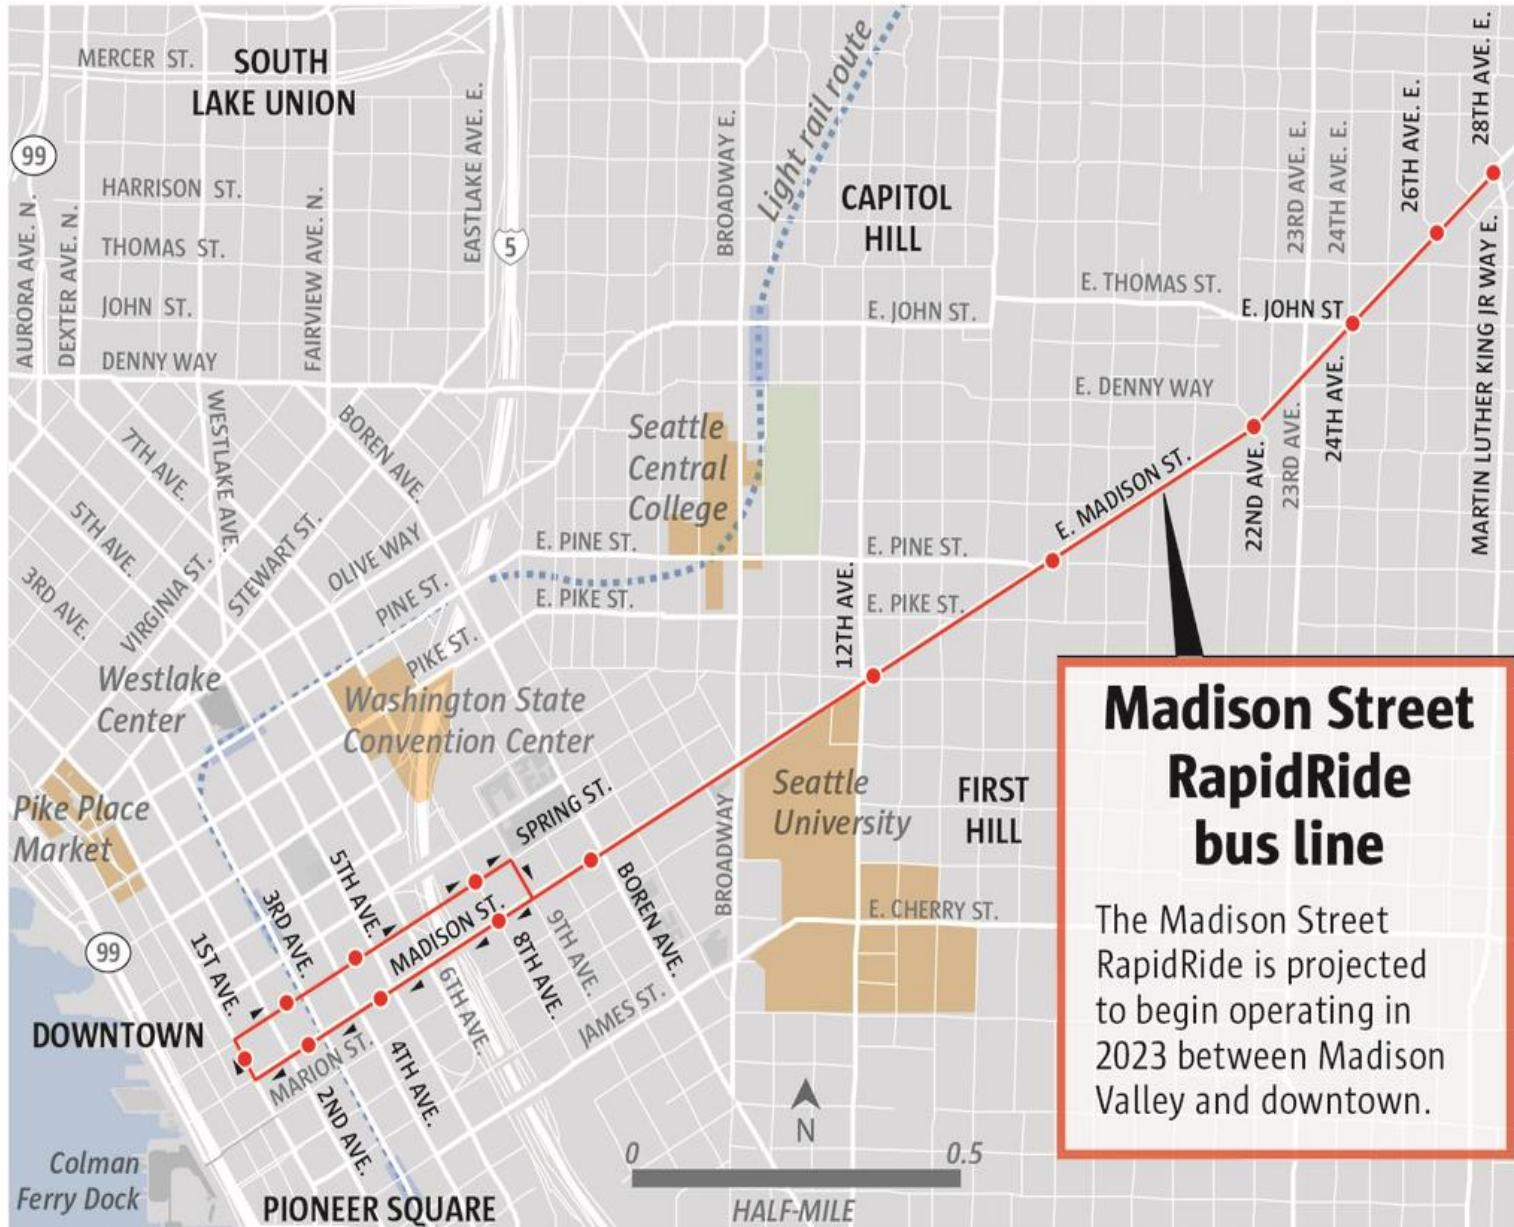 MERCER ST.
SOUTH
LAKE UNION
99
HARRISON ST.
THOMAS ST.
JOHN ST.
DENNY WAY
AURORA AVE. N.
DEXTER AVE. N.
FAIRVIEW AVE. N.
EASTLAKE AVE. E.
5
BROADWAY E.
Light rail route
CAPITOL
HILL
E. JOHN ST.
E. THOMAS ST.
E. JOHN ST
E. DENNY WAY
23RD AVE. E.
24TH AVE. E.
26TH AVE. E.
28TH AVE. E.
MARTIN LUTHER KING JR WAY E.
24TH AVE.
23RD AVE.
22ND AVE.
E. MADISON ST.
7TH AVE.
5TH AVE.
3RD AVE.
WESTLAKE AVE.
BOREN AVE.
VIRGINIA ST.
STEWART ST.
OLIVE WAY
PINE ST.
PIKE ST.
Seattle
Central
College
E. PINE ST.
E. PIKE ST.
E. PINE ST.
E. PIKE ST.
12TH AVE.
Westlake
Center
Washington State
Convention Center
Pike Place
Market
SPRING ST.
Seattle
University
FIRST
HILL
BROADWAY
E. CHERRY ST.
5TH AVE.
3RD AVE.
1ST AVE.
MADISON ST.
BOREN AVE.
9TH AVE.
8TH AVE.
6TH AVE.
JAMES ST.
99
DOWNTOWN
MARION ST.
4TH AVE.
2ND AVE.
Colman
Ferry Dock
PIONEER SQUARE
N
0 0.5
HALF-MILE
Madison Street
RapidRide
bus line
The Madison Street
RapidRide is projected
to begin operating in
2023 between Madison
Valley and downtown.